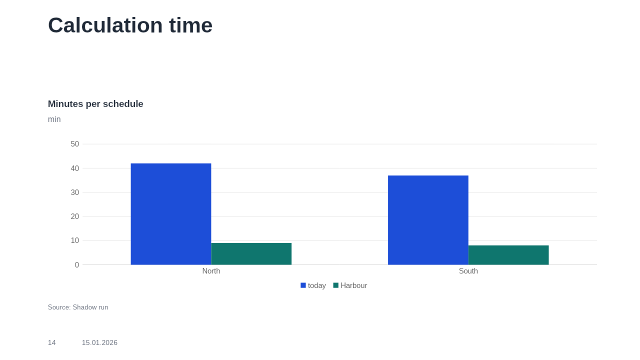 Calculation time
Minutes per schedule
min
50
40
30
20
10
0
North
South
today
Harbour
Source: Shadow run
14
15.01.2026